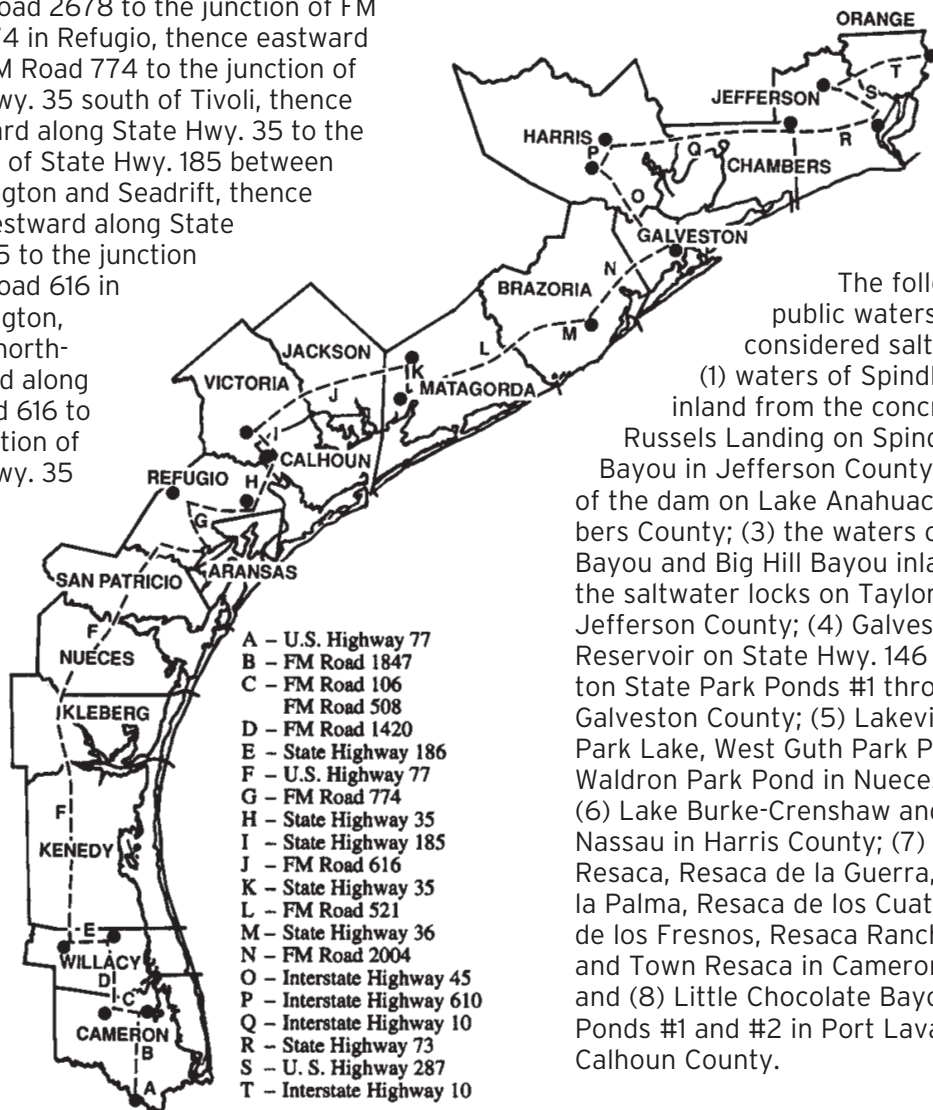 oad 2678 to the junction of FM
74 in Refugio, thence eastward
M Road 774 to the junction of
wy. 35 south of Tivoli, thence
ard along State Hwy. 35 to the
of State Hwy. 185 between
gton and Seadrift, thence
estward along State
5 to the junction
oad 616 in
gton,
north-
d along
d 616 to
tion of
wy. 35
ORANGE
T
S
JEFFERSON
R
HARRIS
P
Q
CHAMBERS
O
GALVESTON
N
BRAZORIA
M
L
JACKSON
K
MATAGORDA
VICTORIA
J
I
CALHOUN
REFUGIO
H
G
ARANSAS
SAN PATRICIO
F
NUECES
KLEBERG
F
KENEDY
E
WILLACY
D
C
CAMERON
B
A
A – U.S. Highway 77
B – FM Road 1847
C – FM Road 106
FM Road 508
D – FM Road 1420
E – State Highway 186
F – U.S. Highway 77
G – FM Road 774
H – State Highway 35
I – State Highway 185
J – FM Road 616
K – State Highway 35
L – FM Road 521
M – State Highway 36
N – FM Road 2004
O – Interstate Highway 45
P – Interstate Highway 610
Q – Interstate Highway 10
R – State Highway 73
S – U. S. Highway 287
T – Interstate Highway 10
The foll
public waters
considered salt
(1) waters of Spindl
inland from the concr
Russels Landing on Spind
Bayou in Jefferson County
of the dam on Lake Anahuac
bers County; (3) the waters o
Bayou and Big Hill Bayou inla
the saltwater locks on Taylor
Jefferson County; (4) Galves
Reservoir on State Hwy. 146
ton State Park Ponds #1 thro
Galveston County; (5) Lakevi
Park Lake, West Guth Park P
Waldron Park Pond in Nueces
(6) Lake Burke-Crenshaw and
Nassau in Harris County; (7)
Resaca, Resaca de la Guerra,
la Palma, Resaca de los Cuat
de los Fresnos, Resaca Ranch
and Town Resaca in Cameron
and (8) Little Chocolate Bayo
Ponds #1 and #2 in Port Lava
Calhoun County.